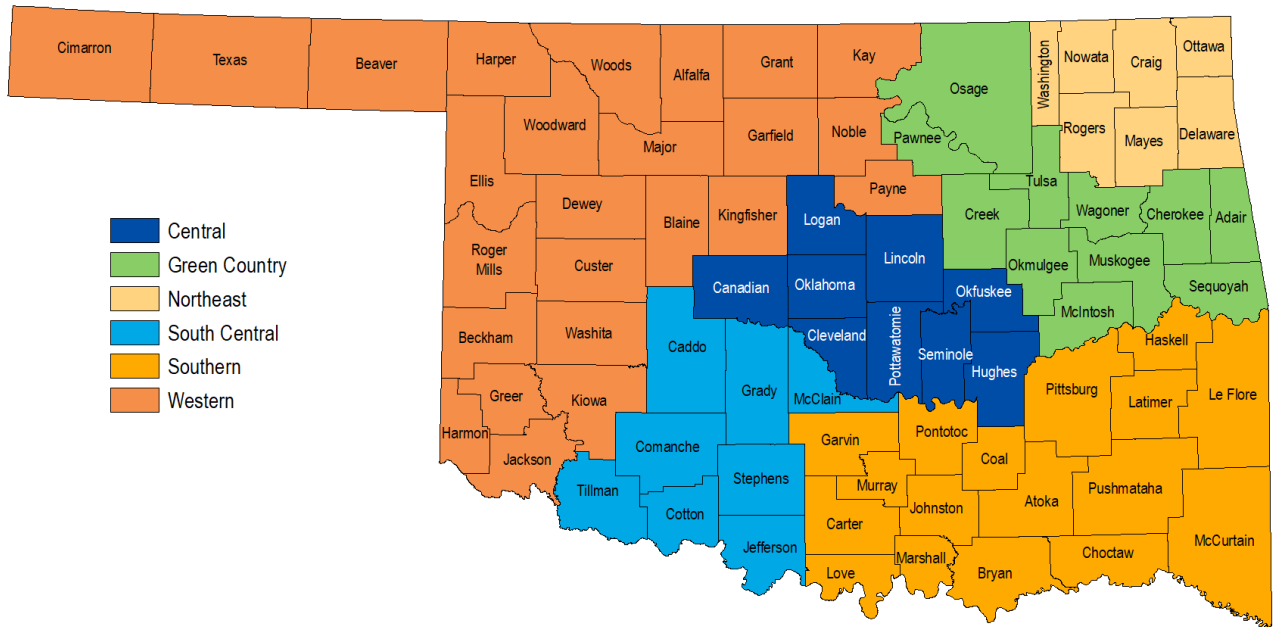 Cimarron
Texas
Beaver
Harper
Woods
Alfalfa
Grant
Kay
Osage
Washington
Nowata
Craig
Ottawa
Woodward
Major
Garfield
Noble
Pawnee
Rogers
Mayes
Delaware
Ellis
Dewey
Blaine
Kingfisher
Logan
Payne
Creek
Tulsa
Wagoner
Cherokee
Adair
Roger
Mills
Custer
Canadian
Oklahoma
Lincoln
Okfuskee
Okmulgee
Muskogee
Sequoyah
McIntosh
Beckham
Washita
Caddo
Grady
Cleveland
McClain
Pottawatomie
Seminole
Hughes
Pittsburg
Haskell
Latimer
Le Flore
Harmon
Greer
Kiowa
Jackson
Comanche
Tillman
Cotton
Stephens
Jefferson
Garvin
Pontotoc
Coal
Murray
Carter
Johnston
Atoka
Pushmataha
McCurtain
Love
Marshall
Bryan
Choctaw
Central
Green Country
Northeast
South Central
Southern
Western